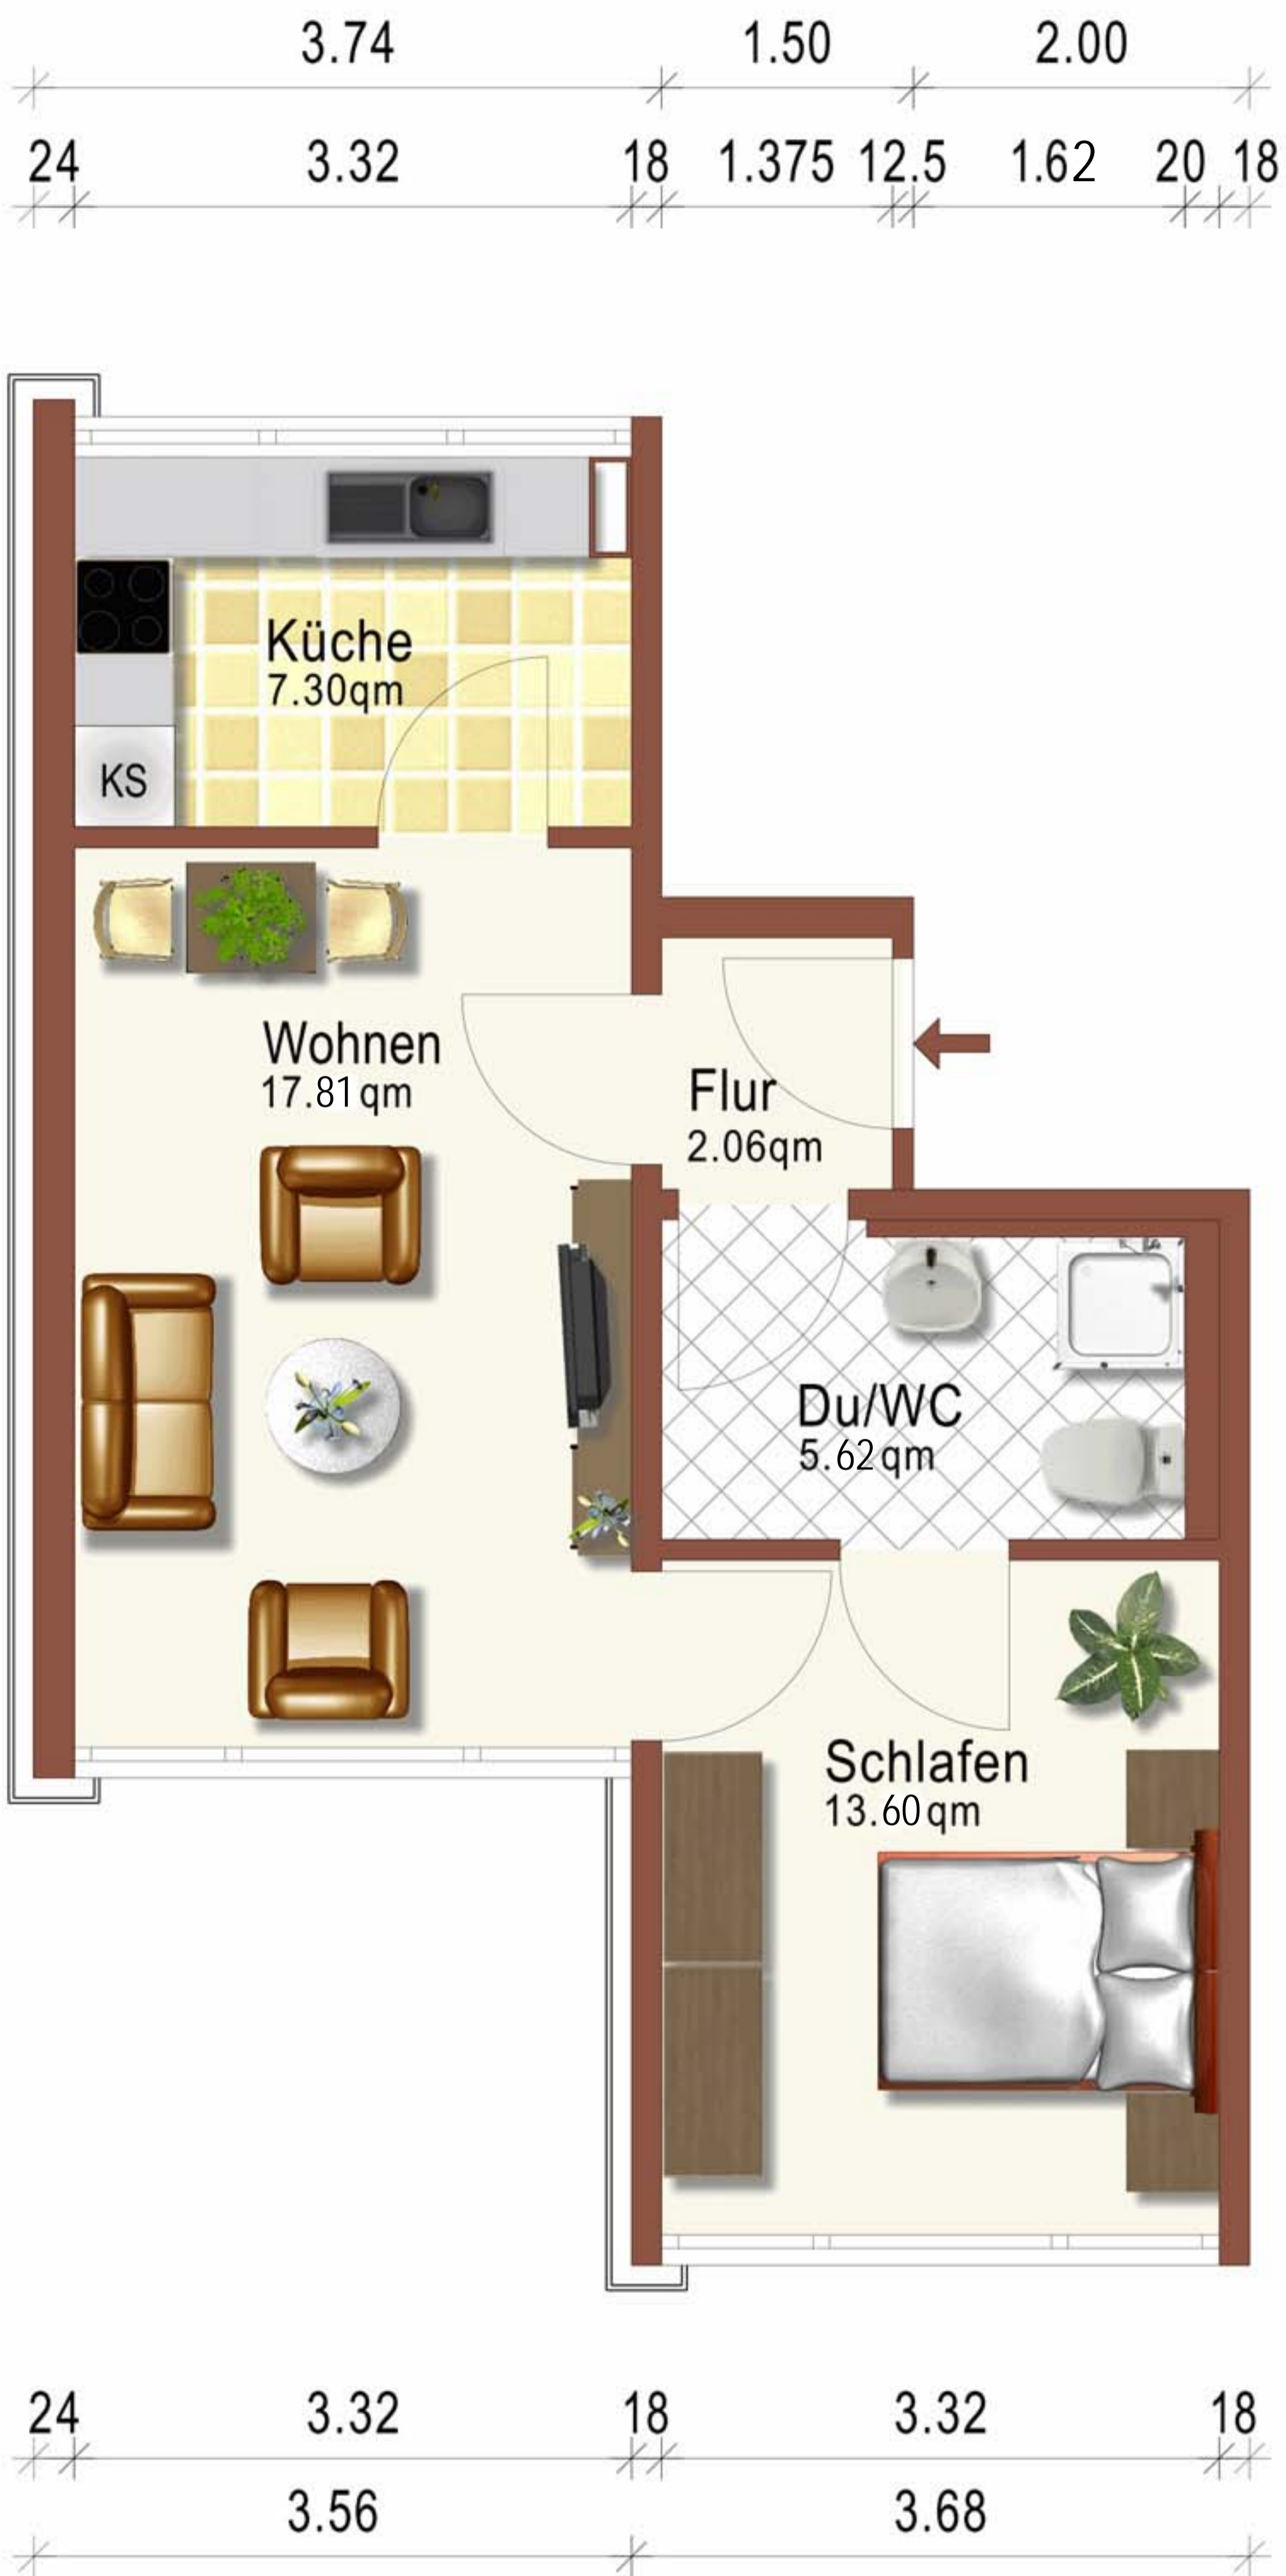 3.74 1.50 2.00
24 3.32 18 1.375 12.5 1.62 20 18
Küche
7.30qm
KS
Wohnen
17.81qm
Flur
2.06qm
Du/WC
5.62qm
Schlafen
13.60qm
24 3.32 18 3.32 18
3.56 3.68